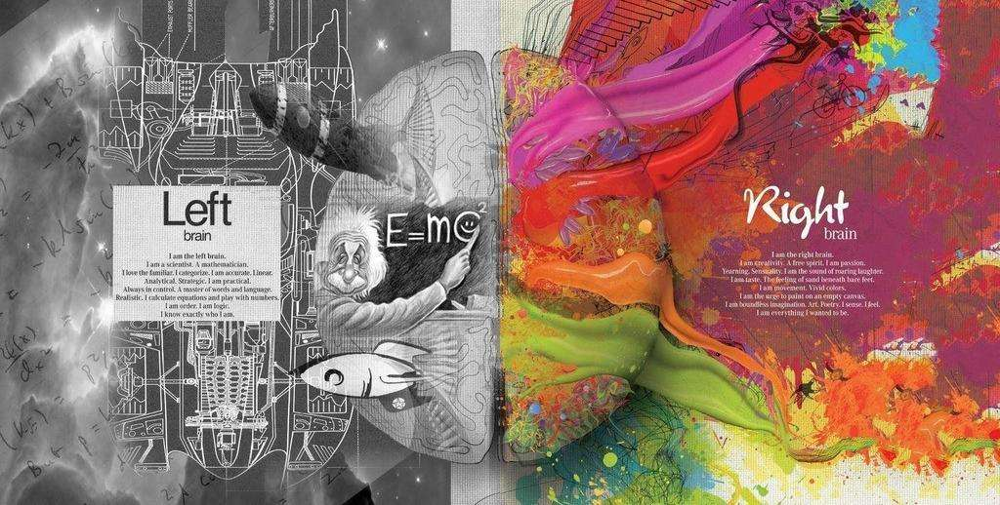 EXHAUST PORTS
Left
brain
I am the left brain.
I am a scientist. A mathematician.
I love the familiar. I categorize. I am accurate. Linear.
Analytical. Strategic. I am practical.
Always in control. A master of words and language.
Realistic. I calculate equations and play with numbers.
I am order. I am logic.
I know exactly who I am.
E=mc²
Right
brain
I am the right brain.
I am creativity. A free spirit. I am passion.
Yearning. Sensuality. I am the sound of roaring laughter.
I am taste. The feeling of sand beneath bare feet.
I am movement. Vivid colors.
I am the urge to paint on an empty canvas.
I am boundless imagination. Art. Poetry. I sense. I feel.
I am everything I wanted to be.